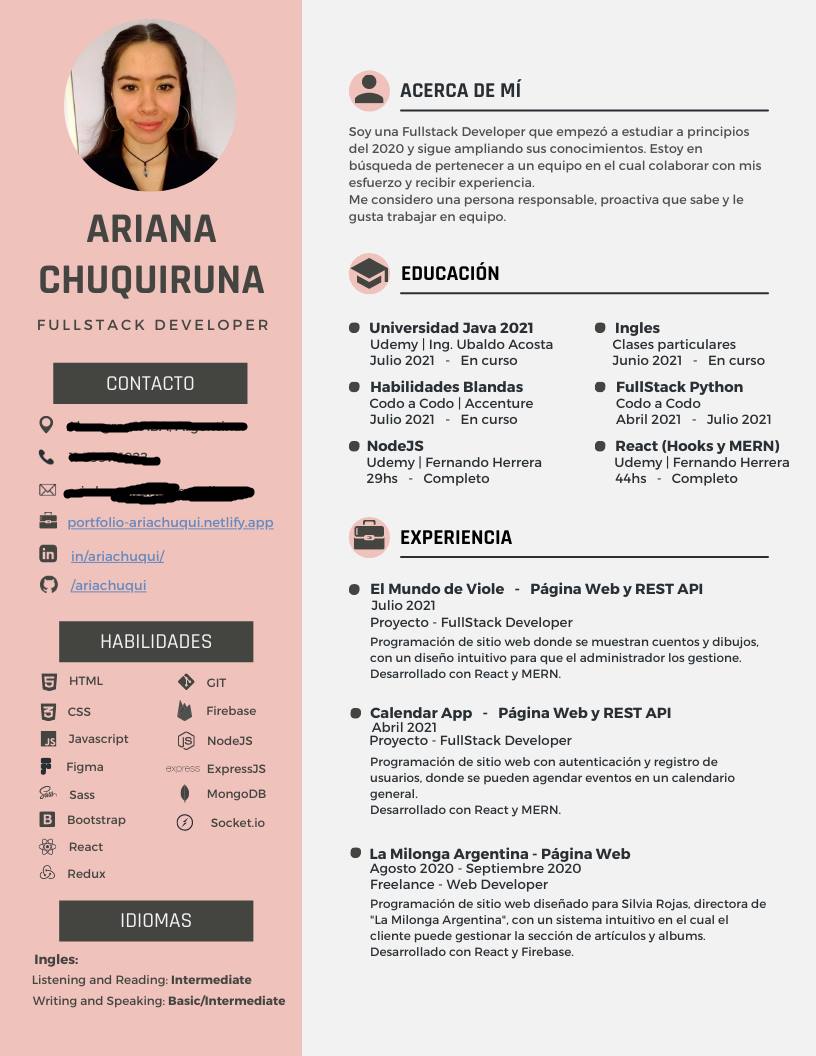 ARIANA
CHUQUIRUNA
FULLSTACK DEVELOPER
CONTACTO
portfolio-ariachuqui.netlify.app
in/ariachuqui/
/ariachuqui
HABILIDADES
HTML
CSS
Javascript
Figma
Sass
Bootstrap
React
Redux
GIT
Firebase
NodeJS
express ExpressJS
MongoDB
Socket.io
IDIOMAS
Ingles:
Listening and Reading: Intermediate
Writing and Speaking: Basic/Intermediate
ACERCA DE MÍ
Soy una Fullstack Developer que empezó a estudiar a principios
del 2020 y sigue ampliando sus conocimientos. Estoy en
búsqueda de pertenecer a un equipo en el cual colaborar con mis
esfuerzo y recibir experiencia.
Me considero una persona responsable, proactiva que sabe y le
gusta trabajar en equipo.
EDUCACIÓN
Universidad Java 2021
Udemy | Ing. Ubaldo Acosta
Julio 2021 - En curso
Habilidades Blandas
Codo a Codo | Accenture
Julio 2021 - En curso
NodeJS
Udemy | Fernando Herrera
29hs - Completo
Ingles
Clases particulares
Junio 2021 - En curso
FullStack Python
Codo a Codo
Abril 2021 - Julio 2021
React (Hooks y MERN)
Udemy | Fernando Herrera
44hs - Completo
EXPERIENCIA
El Mundo de Viole - Página Web y REST API
Julio 2021
Proyecto - FullStack Developer
Programación de sitio web donde se muestran cuentos y dibujos,
con un diseño intuitivo para que el administrador los gestione.
Desarrollado con React y MERN.
Calendar App - Página Web y REST API
Abril 2021
Proyecto - FullStack Developer
Programación de sitio web con autenticación y registro de
usuarios, donde se pueden agendar eventos en un calendario
general.
Desarrollado con React y MERN.
La Milonga Argentina - Página Web
Agosto 2020 - Septiembre 2020
Freelance - Web Developer
Programación de sitio web diseñado para Silvia Rojas, directora de
"La Milonga Argentina", con un sistema intuitivo en el cual el
cliente puede gestionar la sección de artículos y albums.
Desarrollado con React y Firebase.